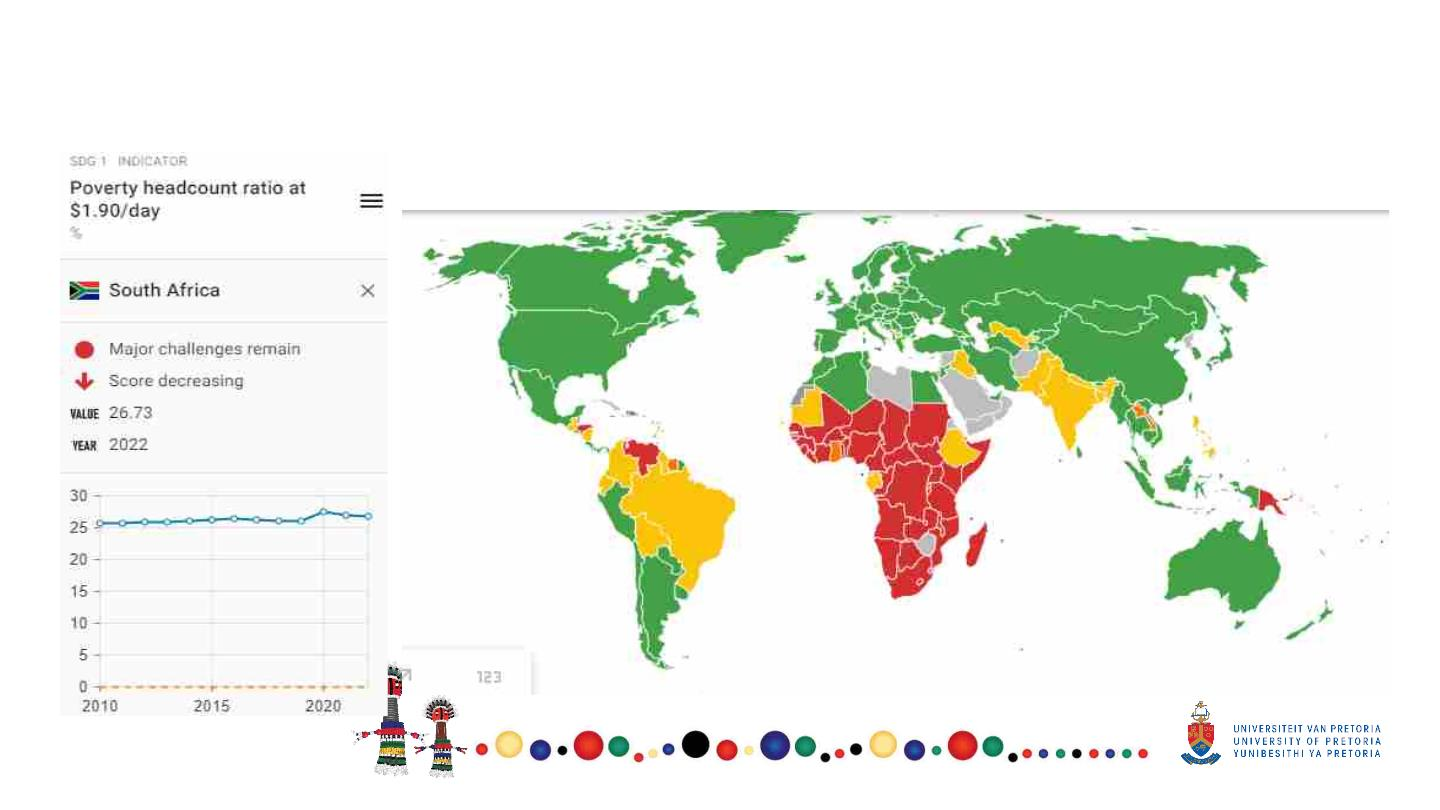 SDG 1 INDICATOR
Poverty headcount ratio at
$1.90/day
%
South Africa
Major challenges remain
Score decreasing
VALUE 26.73
YEAR 2022
30
25
20
15
10
5
0
2010 2015 2020
123
UNIVERSITEIT VAN PRETORIA
UNIVERSITY OF PRETORIA
YUNIBESITHI YA PRETORIA